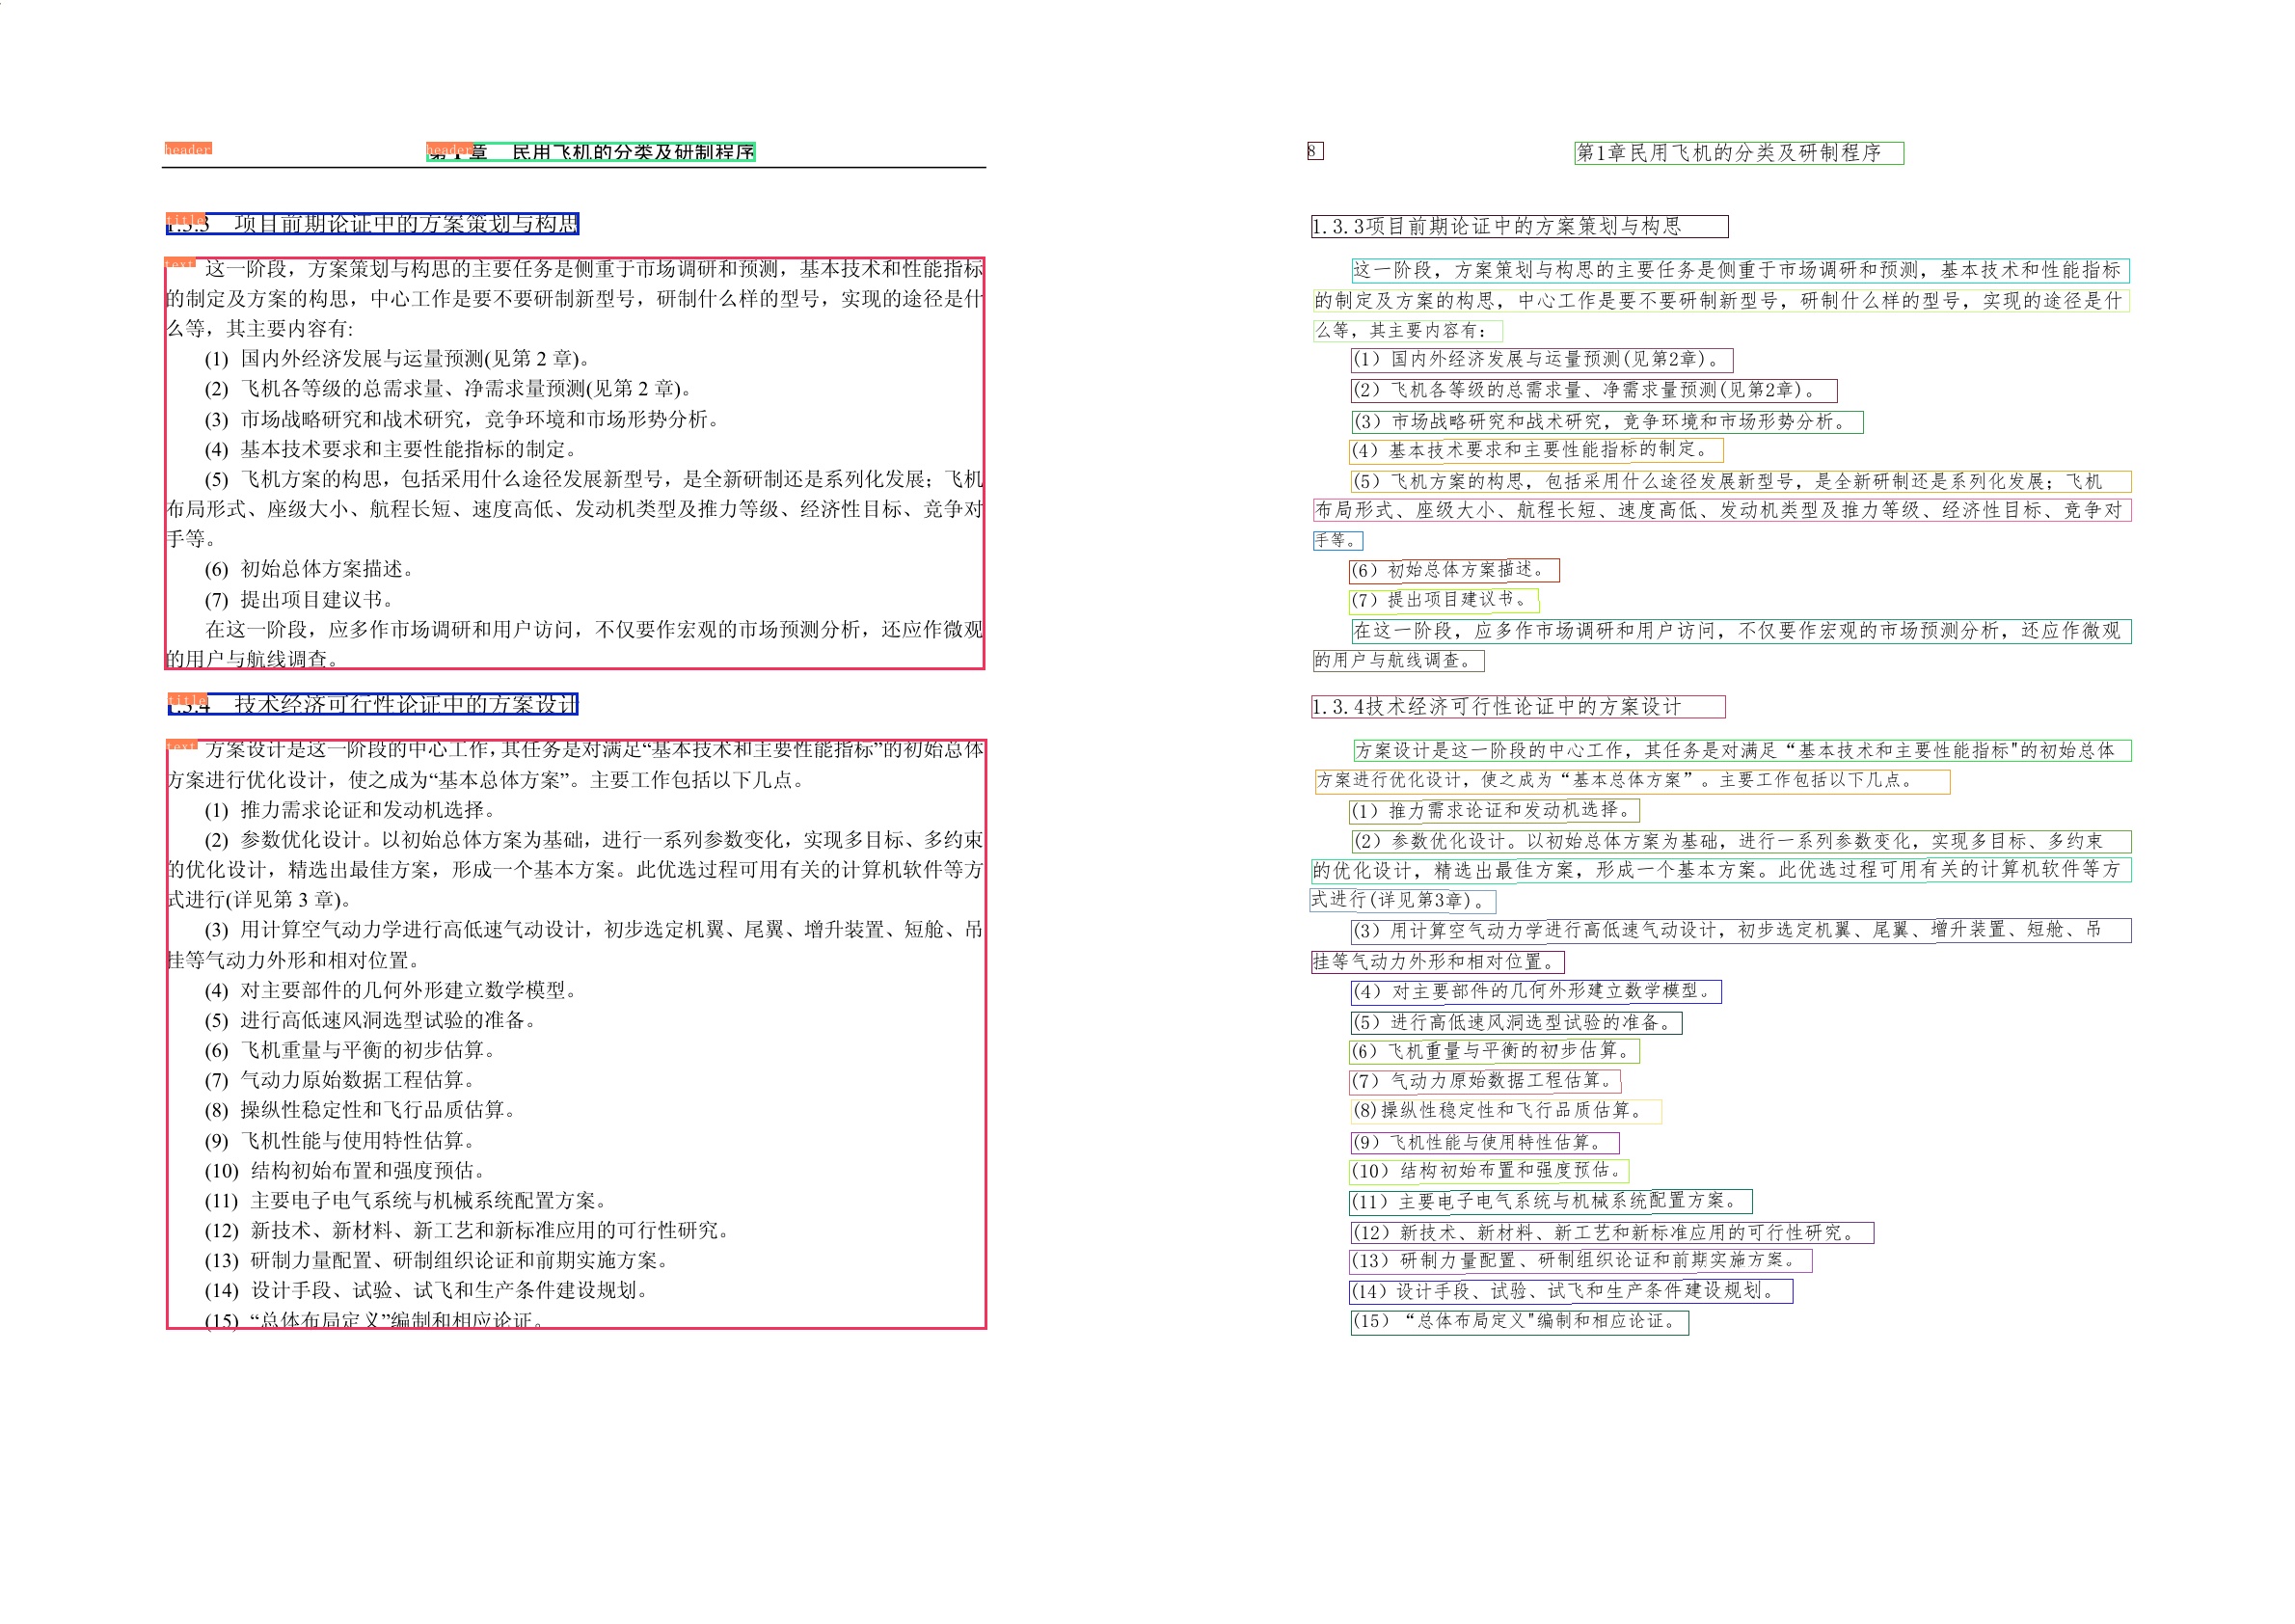 header
header 第1章 民用飞机的分类及研制程序
title 1.3.3 项目前期论证中的方案策划与构思
text 这一阶段，方案策划与构思的主要任务是侧重于市场调研和预测，基本技术和性能指标
的制定及方案的构思，中心工作是要不要研制新型号，研制什么样的型号，实现的途径是什
么等，其主要内容有:
(1) 国内外经济发展与运量预测(见第 2 章)。
(2) 飞机各等级的总需求量、净需求量预测(见第 2 章)。
(3) 市场战略研究和战术研究，竞争环境和市场形势分析。
(4) 基本技术要求和主要性能指标的制定。
(5) 飞机方案的构思，包括采用什么途径发展新型号，是全新研制还是系列化发展；飞机
布局形式、座级大小、航程长短、速度高低、发动机类型及推力等级、经济性目标、竞争对
手等。
(6) 初始总体方案描述。
(7) 提出项目建议书。
在这一阶段，应多作市场调研和用户访问，不仅要作宏观的市场预测分析，还应作微观
的用户与航线调查。
title 1.3.4 技术经济可行性论证中的方案设计
text 方案设计是这一阶段的中心工作，其任务是对满足“基本技术和主要性能指标”的初始总体
方案进行优化设计，使之成为“基本总体方案”。主要工作包括以下几点。
(1) 推力需求论证和发动机选择。
(2) 参数优化设计。以初始总体方案为基础，进行一系列参数变化，实现多目标、多约束
的优化设计，精选出最佳方案，形成一个基本方案。此优选过程可用有关的计算机软件等方
式进行(详见第 3 章)。
(3) 用计算空气动力学进行高低速气动设计，初步选定机翼、尾翼、增升装置、短舱、吊
挂等气动力外形和相对位置。
(4) 对主要部件的几何外形建立数学模型。
(5) 进行高低速风洞选型试验的准备。
(6) 飞机重量与平衡的初步估算。
(7) 气动力原始数据工程估算。
(8) 操纵性稳定性和飞行品质估算。
(9) 飞机性能与使用特性估算。
(10) 结构初始布置和强度预估。
(11) 主要电子电气系统与机械系统配置方案。
(12) 新技术、新材料、新工艺和新标准应用的可行性研究。
(13) 研制力量配置、研制组织论证和前期实施方案。
(14) 设计手段、试验、试飞和生产条件建设规划。
(15) “总体布局定义”编制和相应论证。
8 第1章民用飞机的分类及研制程序
1.3.3项目前期论证中的方案策划与构思
这一阶段，方案策划与构思的主要任务是侧重于市场调研和预测，基本技术和性能指标
的制定及方案的构思，中心工作是要不要研制新型号，研制什么样的型号，实现的途径是什
么等，其主要内容有：
(1）国内外经济发展与运量预测(见第2章)。
(2）飞机各等级的总需求量、净需求量预测(见第2章)。
(3）市场战略研究和战术研究，竞争环境和市场形势分析。
(4）基本技术要求和主要性能指标的制定。
(5）飞机方案的构思，包括采用什么途径发展新型号，是全新研制还是系列化发展；飞机
布局形式、座级大小、航程长短、速度高低、发动机类型及推力等级、经济性目标、竞争对
手等。
(6）初始总体方案描述。
(7）提出项目建议书。
在这一阶段，应多作市场调研和用户访问，不仅要作宏观的市场预测分析，还应作微观
的用户与航线调查。
1.3.4技术经济可行性论证中的方案设计
方案设计是这一阶段的中心工作，其任务是对满足“基本技术和主要性能指标"的初始总体
方案进行优化设计，使之成为“基本总体方案”。主要工作包括以下几点。
(1）推力需求论证和发动机选择。
(2）参数优化设计。以初始总体方案为基础，进行一系列参数变化，实现多目标、多约束
的优化设计，精选出最佳方案，形成一个基本方案。此优选过程可用有关的计算机软件等方
式进行(详见第3章)。
(3）用计算空气动力学进行高低速气动设计，初步选定机翼、尾翼、增升装置、短舱、吊
挂等气动力外形和相对位置。
(4）对主要部件的几何外形建立数学模型。
(5）进行高低速风洞选型试验的准备。
(6）飞机重量与平衡的初步估算。
(7）气动力原始数据工程估算。
(8)操纵性稳定性和飞行品质估算。
(9）飞机性能与使用特性估算。
(10）结构初始布置和强度预估。
(11）主要电子电气系统与机械系统配置方案。
(12）新技术、新材料、新工艺和新标准应用的可行性研究。
(13）研制力量配置、研制组织论证和前期实施方案。
(14）设计手段、试验、试飞和生产条件建设规划。
(15）“总体布局定义"编制和相应论证。